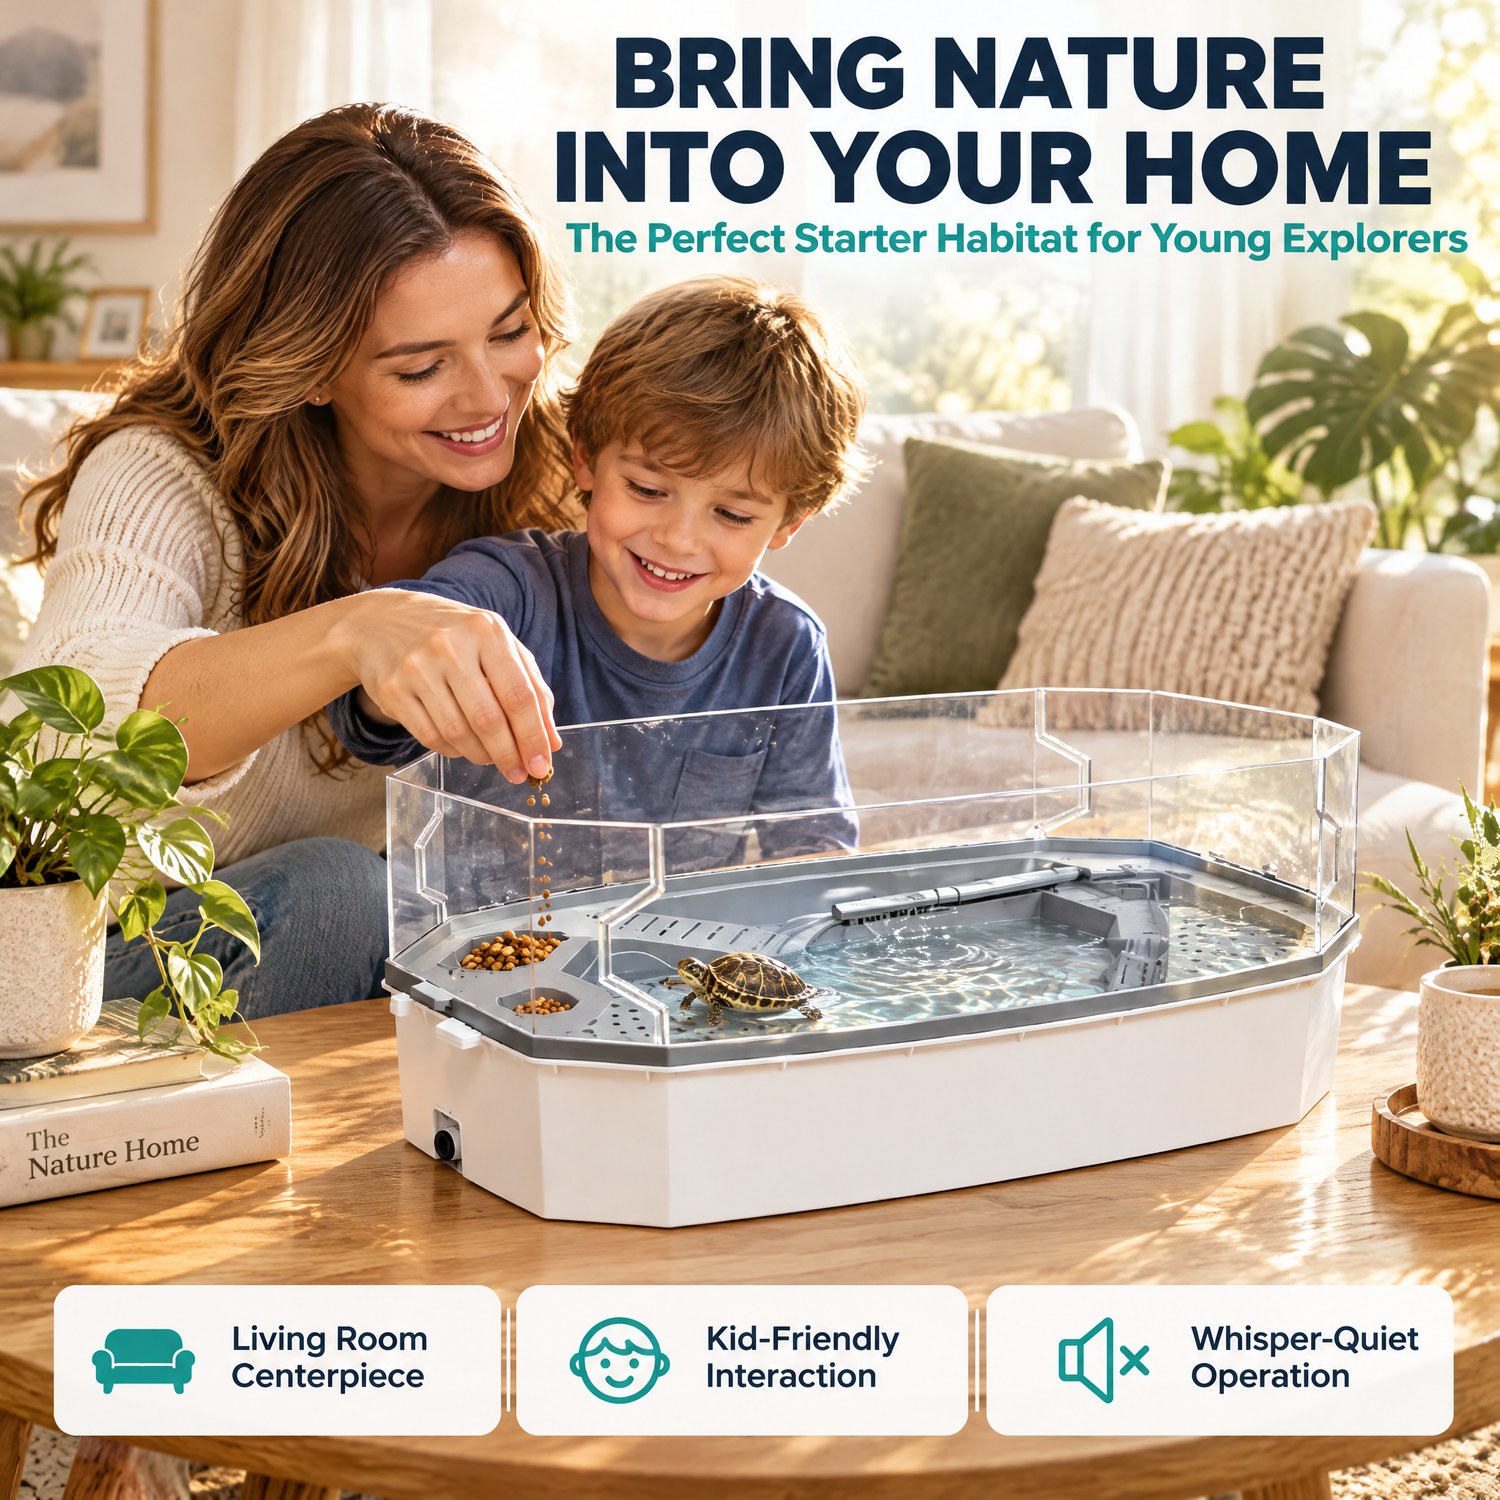 BRING NATURE
INTO YOUR HOME
The Perfect Starter Habitat for Young Explorers
The
Nature Home
Living Room
Centerpiece
Kid-Friendly
Interaction
Whisper-Quiet
Operation